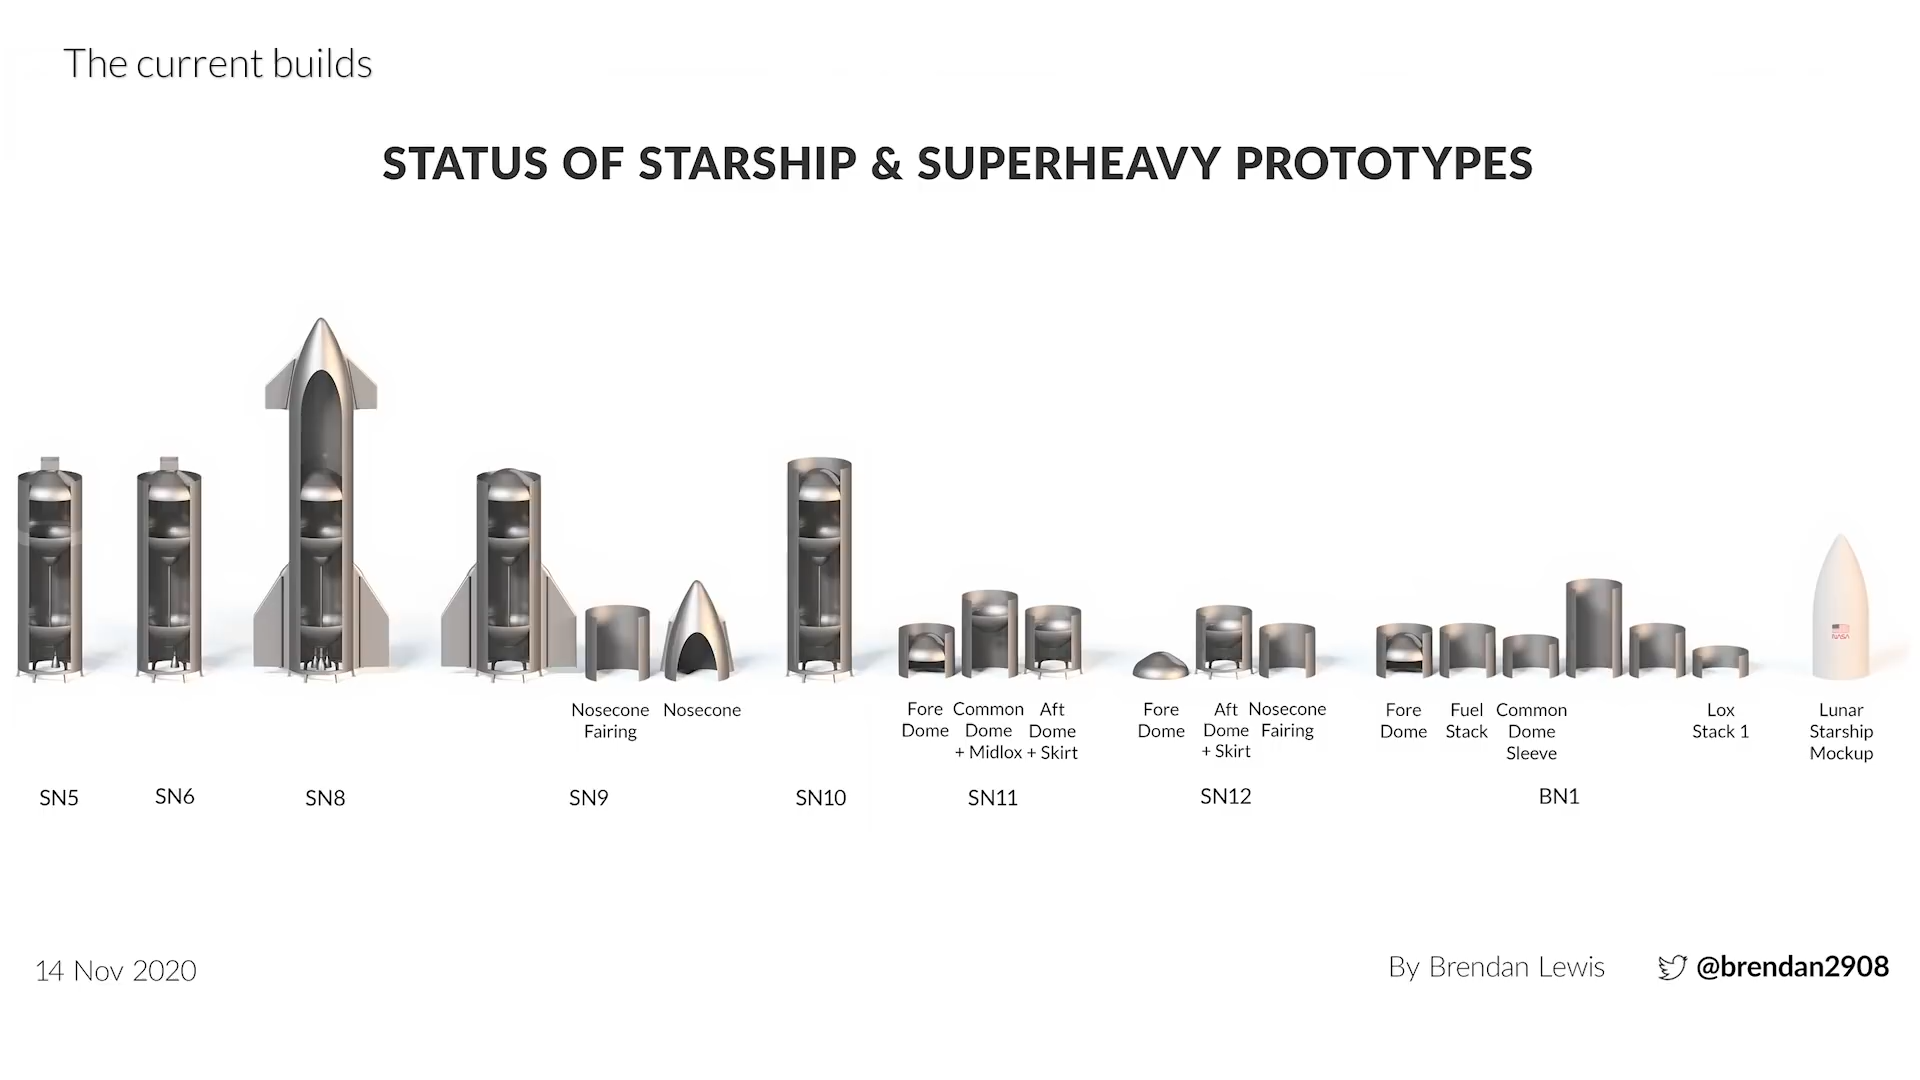 The current builds
STATUS OF STARSHIP & SUPERHEAVY PROTOTYPES
NASA
Nosecone
Fairing
Nosecone
Fore
Dome
Common
Dome
+ Midlox
Aft
Dome
+ Skirt
Fore
Dome
Aft
Dome
+ Skirt
Nosecone
Fairing
Fore
Dome
Fuel
Stack
Common
Dome
Sleeve
Lox
Stack 1
Lunar
Starship
Mockup
SN5
SN6
SN8
SN9
SN10
SN11
SN12
BN1
14 Nov 2020
By Brendan Lewis
@brendan2908